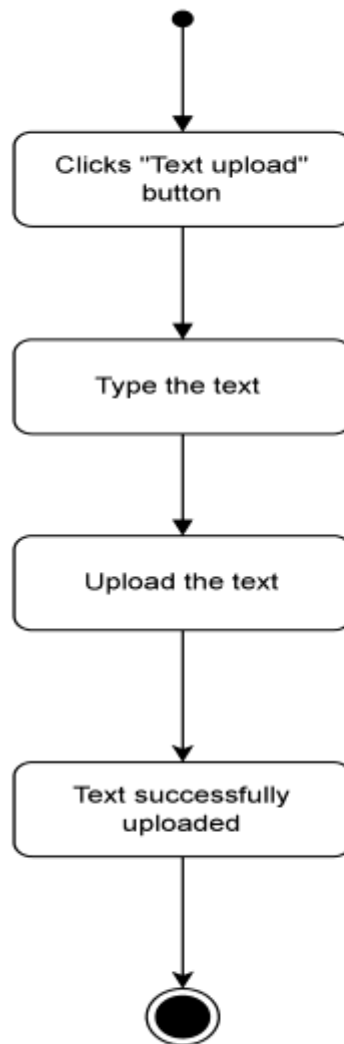 Clicks "Text upload"
button
Type the text
Upload the text
Text successfully
uploaded